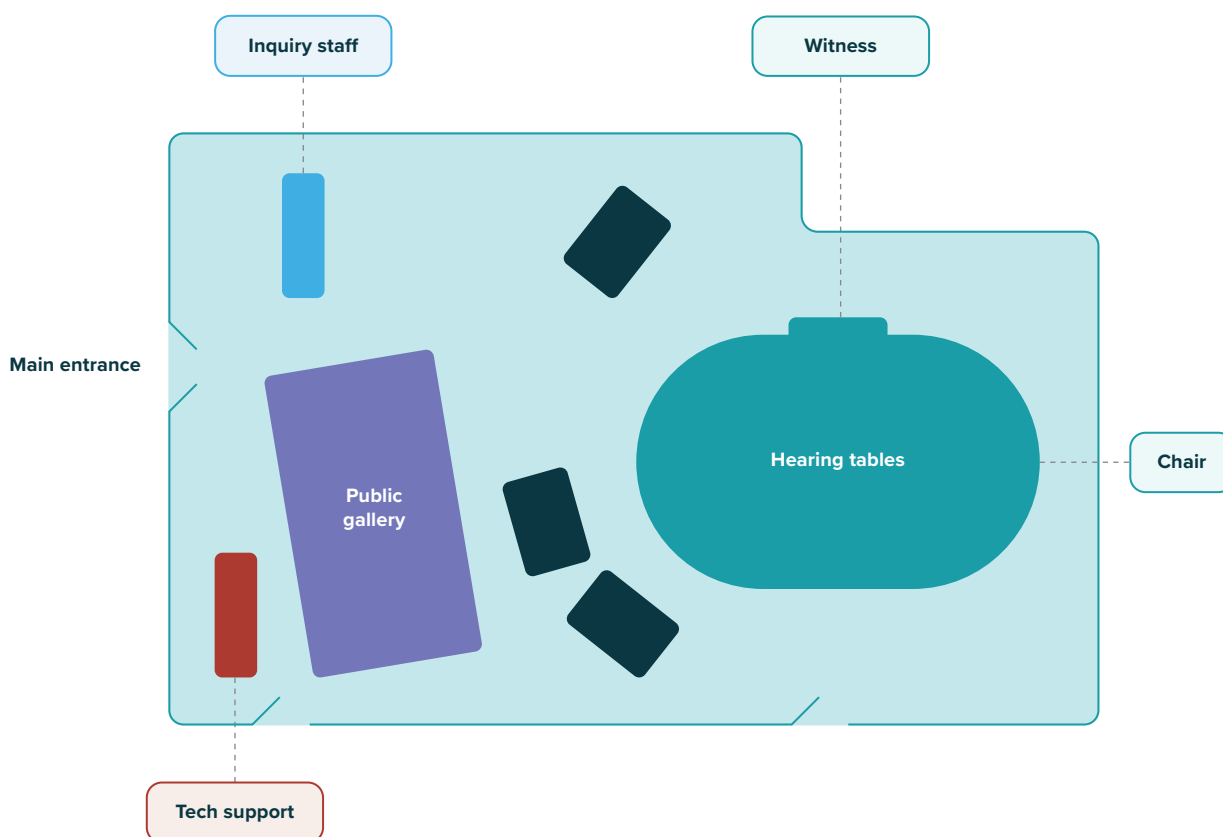 Inquiry staff
Witness
Main entrance
Hearing tables
Chair
Public
gallery
Tech support